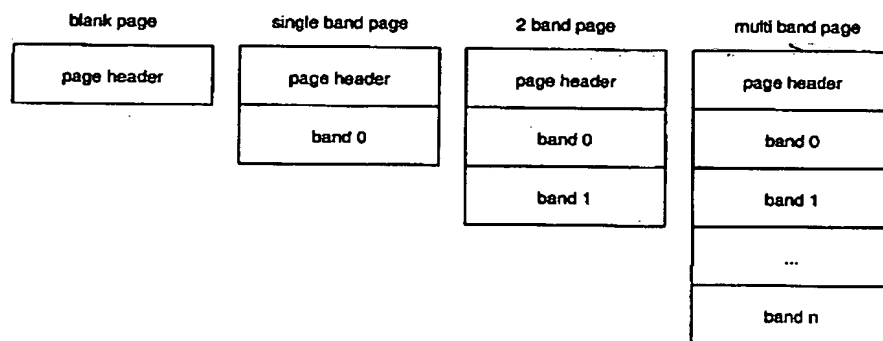 blank page
page header
single band page
page header
band 0
2 band page
page header
band 0
band 1
multi band page
page header
band 0
band 1
...
band n